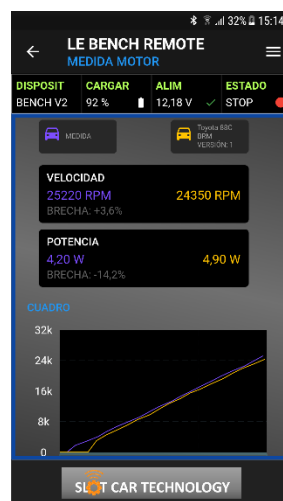 32% 15:14
LE BENCH REMOTE
MEDIDA MOTOR
DISPOSIT CARGAR ALIM ESTADO
BENCH V2 92 % 12,18 V STOP
MEDIDA
Toyota 88C
DRM
VERSIÓN: 1
VELOCIDAD
25220 RPM 24350 RPM
BRECHA: +3,6%
POTENCIA
4,20 W 4,90 W
BRECHA: -14,2%
CUADRO
32k
24k
16k
8k
0
SLOT CAR TECHNOLOGY